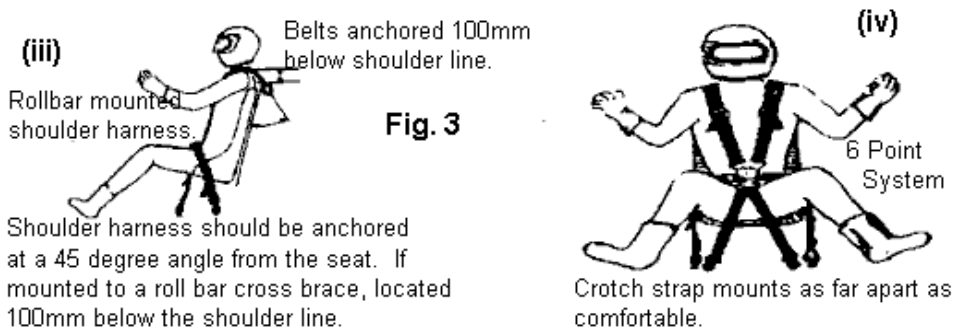 (iii)
Belts anchored 100mm
below shoulder line.
Rollbar mounted
shoulder harness.
Fig. 3
Shoulder harness should be anchored
at a 45 degree angle from the seat. If
mounted to a roll bar cross brace, located
100mm below the shoulder line.
(iv)
6 Point
System
Crotch strap mounts as far apart as
comfortable.